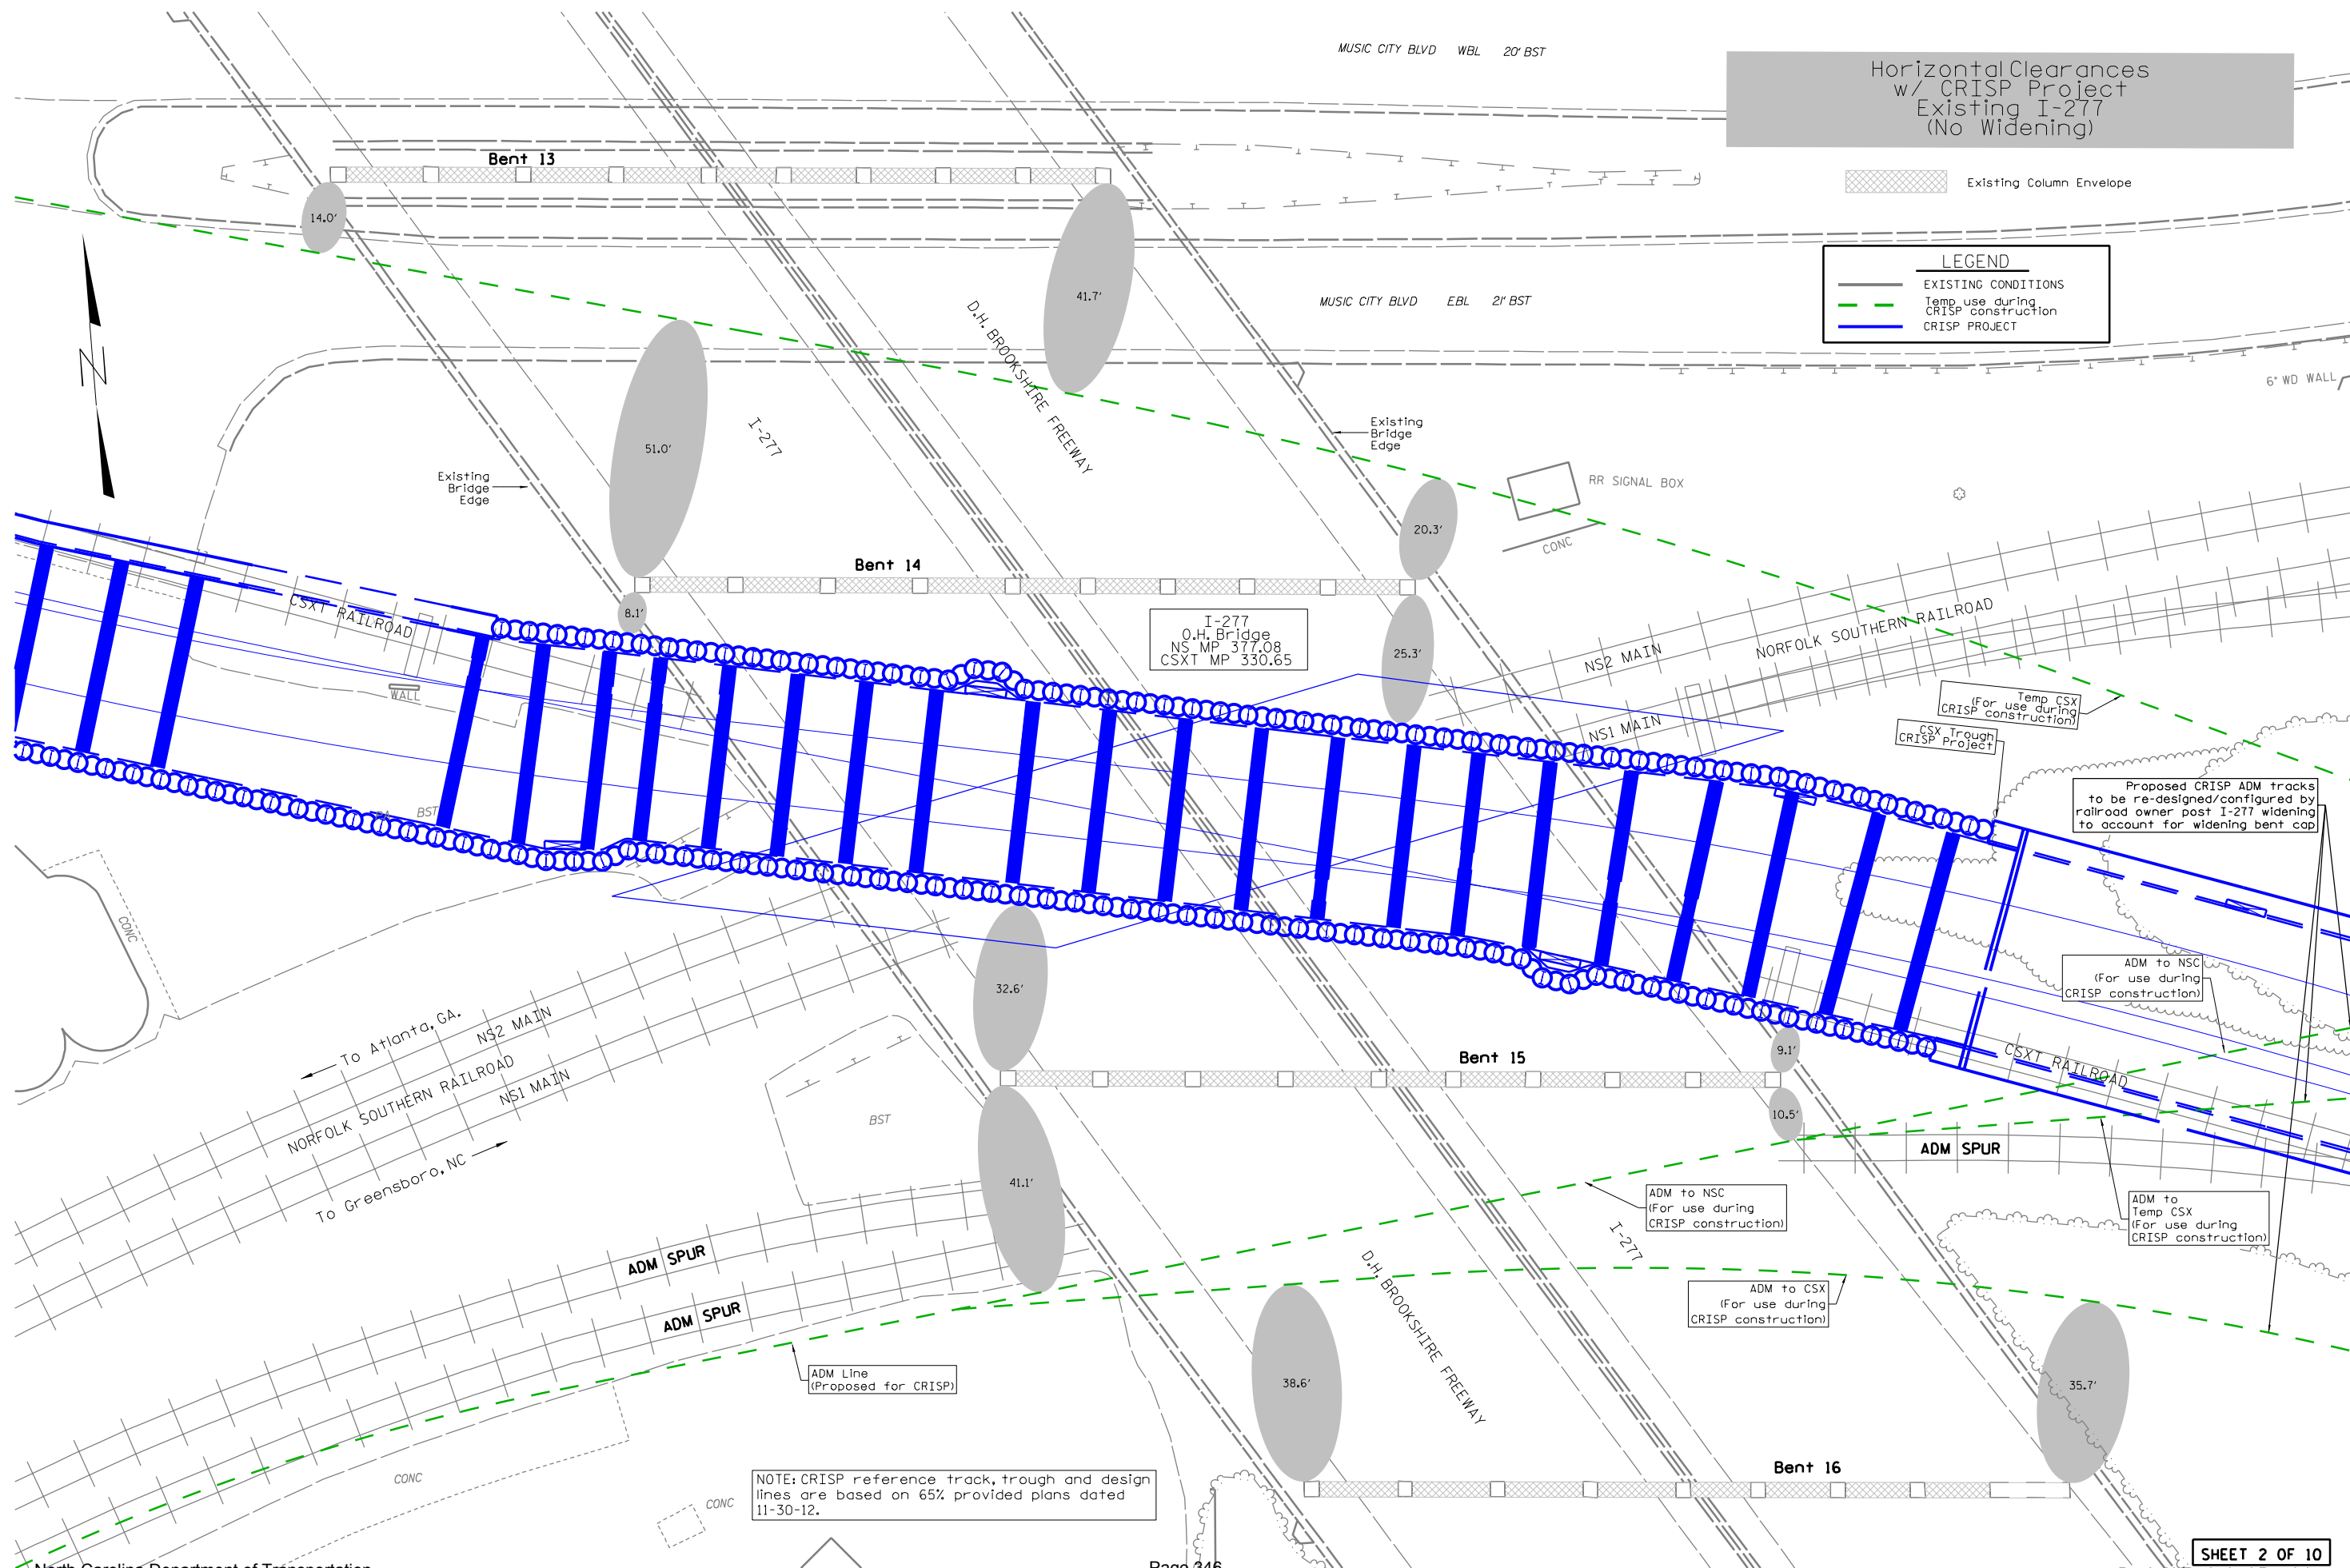 MUSIC CITY BLVD WBL 20' BST
Horizontal Clearances
w/ CRISP Project
Existing I-277
(No Widening)
Existing Column Envelope
Bent 13
14.0'
41.7'
MUSIC CITY BLVD EBL 21' BST
LEGEND
EXISTING CONDITIONS
Temp use during
CRISP construction
CRISP PROJECT
6" WD WALL
N
D.H. BROOKSHIRE FREEWAY
I-277
51.0'
Existing
Bridge
Edge
Existing
Bridge
Edge
20.3'
RR SIGNAL BOX
CONC
Bent 14
8.1'
CSXT RAILROAD
WALL
I-277
O.H. Bridge
NS MP 377.08
CSXT MP 330.65
25.3'
NS2 MAIN
NORFOLK SOUTHERN RAILROAD
NS1 MAIN
Temp CSX
(For use during
CRISP construction)
CSX Trough
CRISP Project
Proposed CRISP ADM tracks
to be re-designed/configured by
railroad owner post I-277 widening
to account for widening bent cap
BST
CONC
ADM to NSC
(For use during
CRISP construction)
32.6'
To Atlanta, GA.
NS2 MAIN
NORFOLK SOUTHERN RAILROAD
NS1 MAIN
To Greensboro, NC
Bent 15
9.1'
10.5'
CSXT RAILROAD
BST
ADM SPUR
41.1'
ADM to NSC
(For use during
CRISP construction)
ADM to
Temp CSX
(For use during
CRISP construction)
I-277
D.H. BROOKSHIRE FREEWAY
ADM SPUR
ADM SPUR
ADM to CSX
(For use during
CRISP construction)
ADM Line
(Proposed for CRISP)
38.6'
35.7'
CONC
CONC
Bent 16
NOTE: CRISP reference track, trough and design
lines are based on 65% provided plans dated
11-30-12.
SHEET 2 OF 10
North Carolina Department of Transportation
Page 346